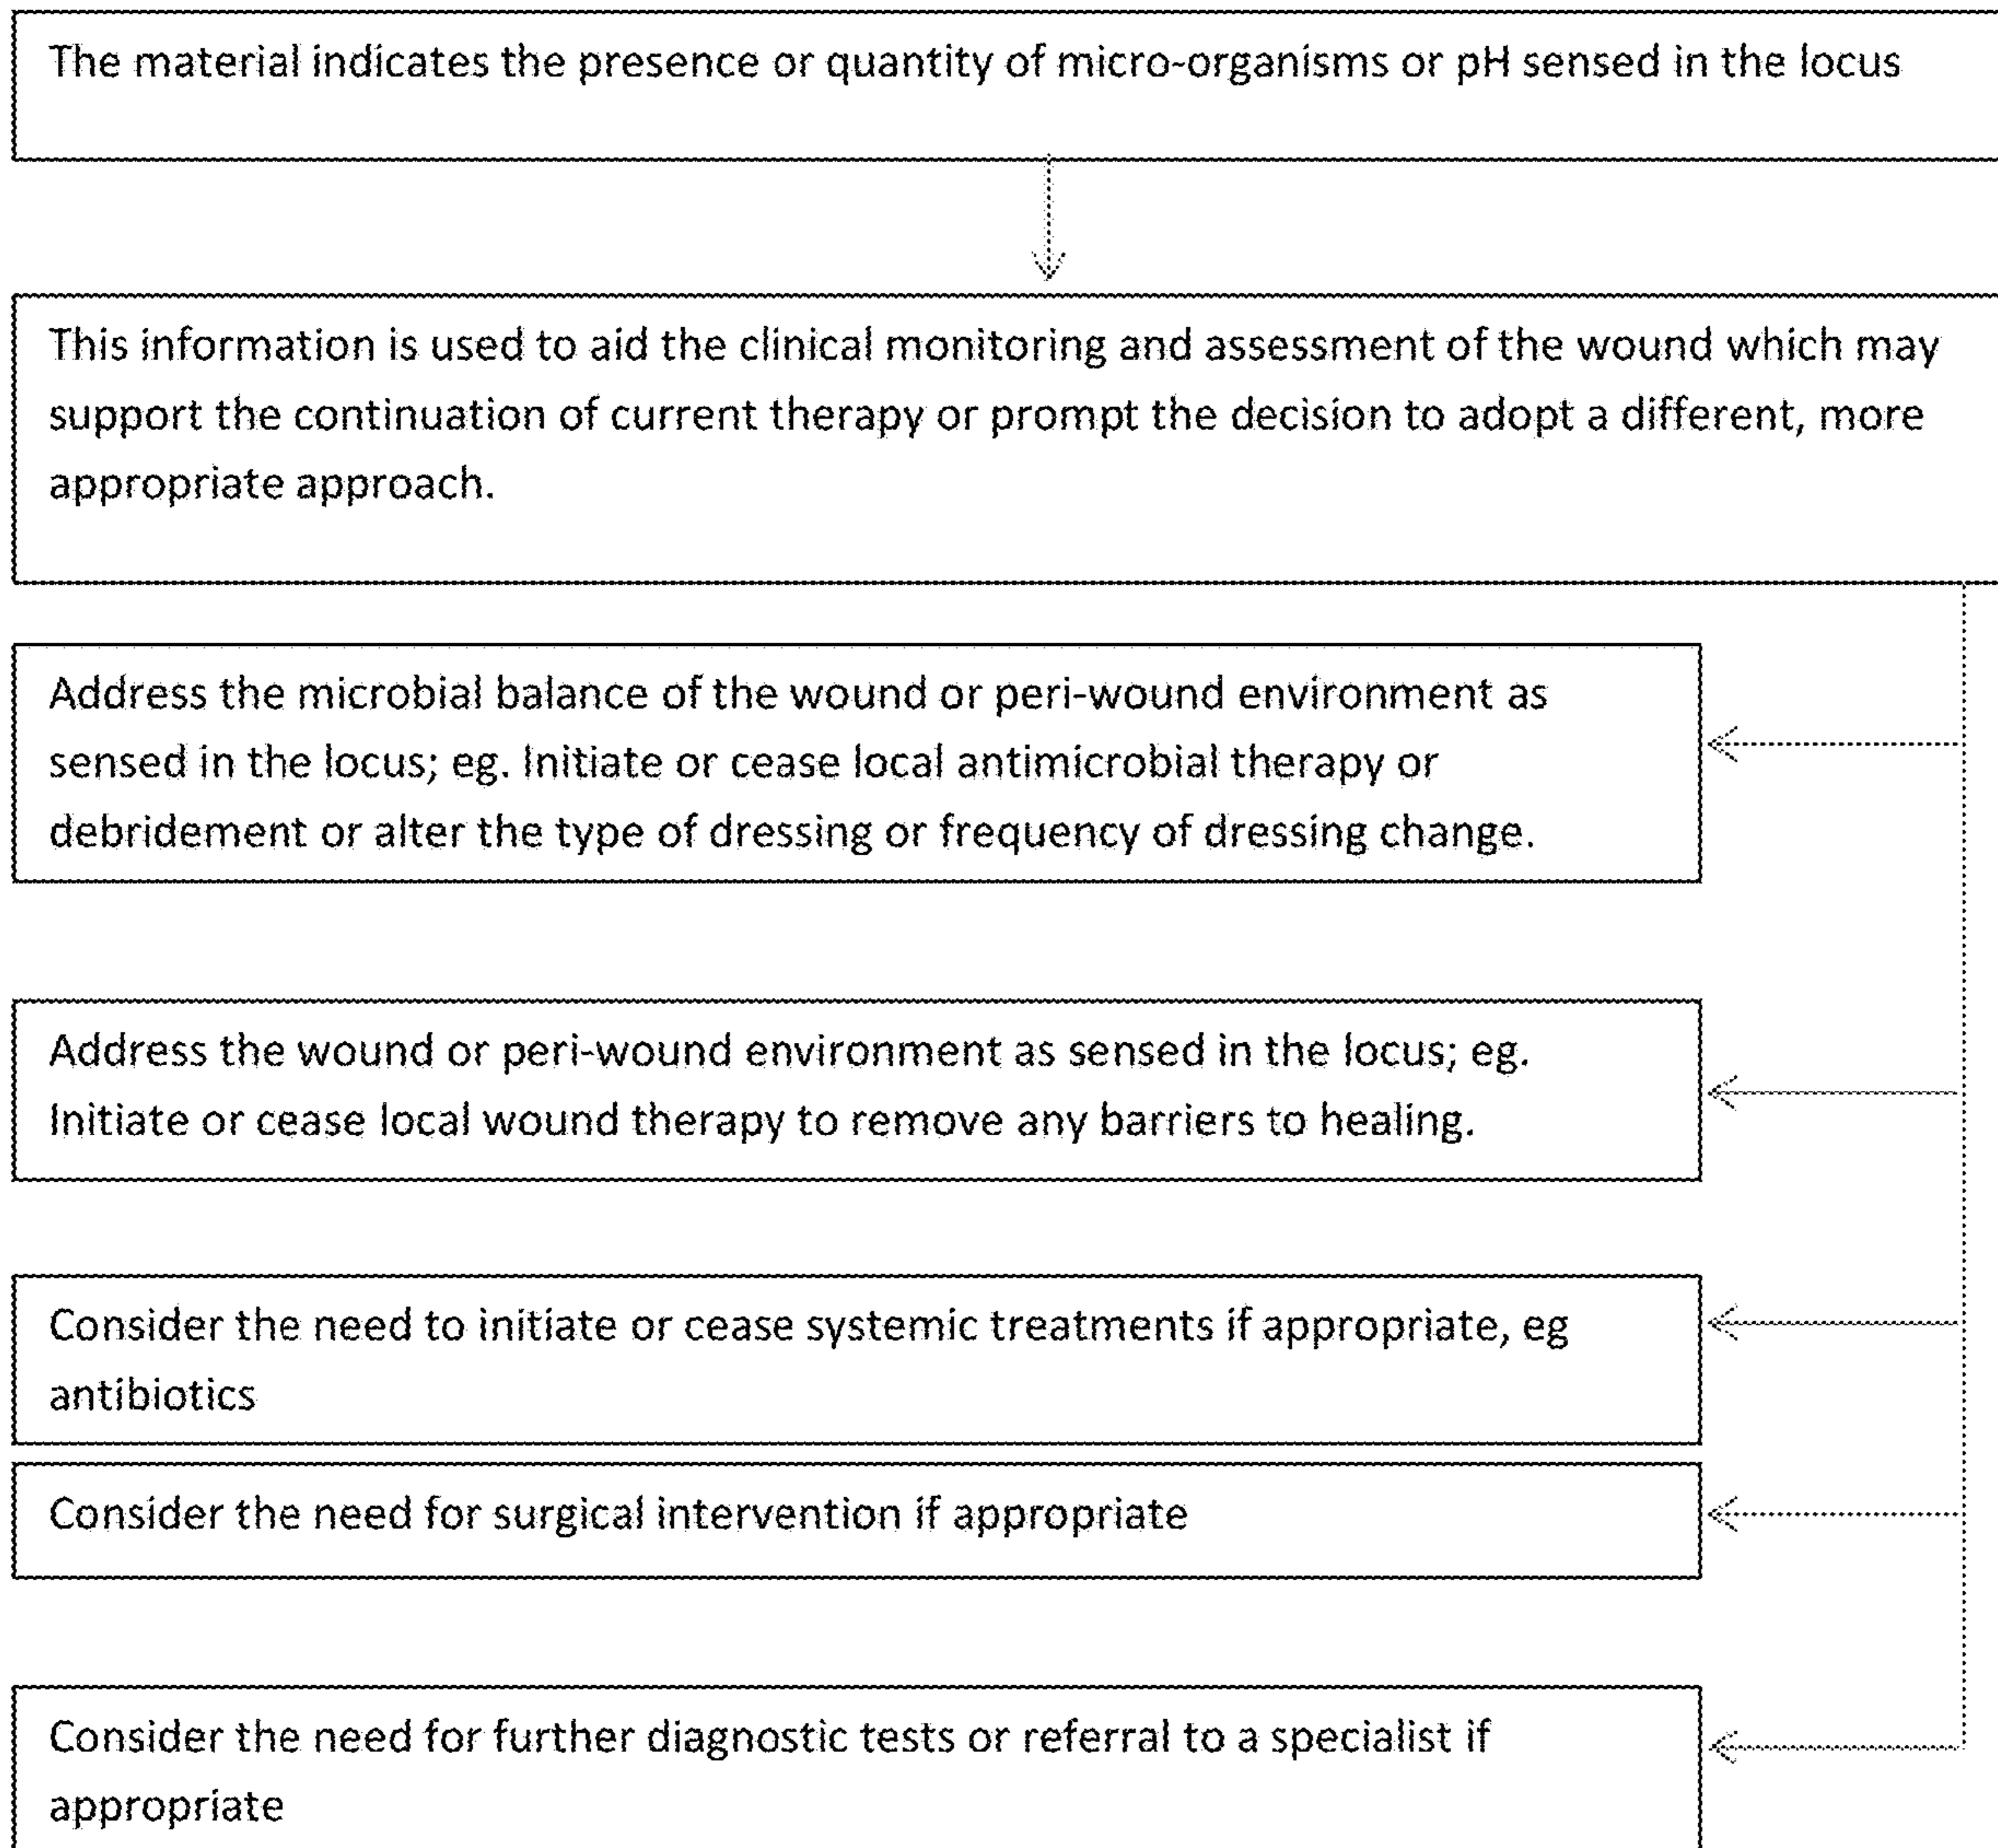 The material indicates the presence or quantity of micro-organisms or pH sensed in the locus
This information is used to aid the clinical monitoring and assessment of the wound which may
support the continuation of current therapy or prompt the decision to adopt a different, more
appropriate approach.
Address the microbial balance of the wound or peri-wound environment as
sensed in the locus; eg. Initiate or cease local antimicrobial therapy or
debridement or alter the type of dressing or frequency of dressing change.
Address the wound or peri-wound environment as sensed in the locus; eg.
Initiate or cease local wound therapy to remove any barriers to healing.
Consider the need to initiate or cease systemic treatments if appropriate, eg
antibiotics
Consider the need for surgical intervention if appropriate
Consider the need for further diagnostic tests or referral to a specialist if
appropriate